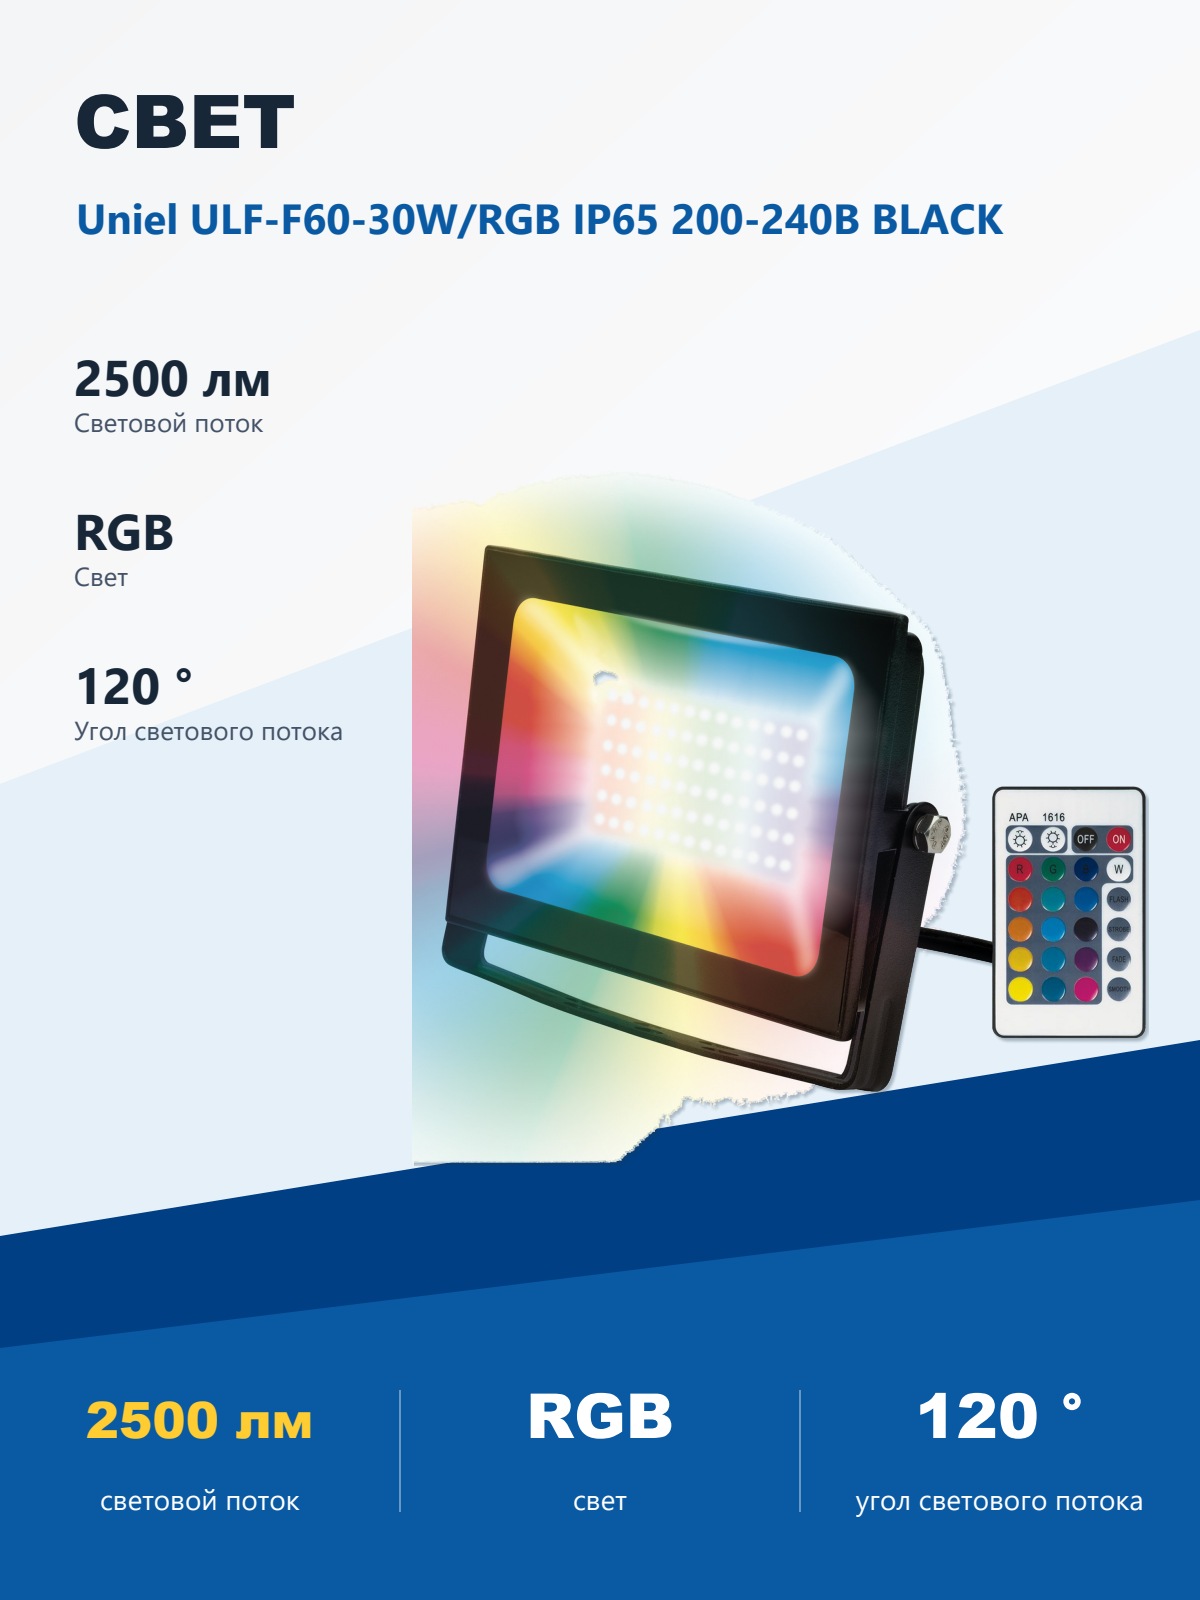 СВЕТ
Uniel ULF-F60-30W/RGB IP65 200-240В BLACK
2500 лм
Световой поток
RGB
Свет
120 °
Угол светового потока
APA 1616
OFF ON
R G B W
FLASH
STROBE
FADE
SMOOTH
2500 лм
световой поток
RGB
свет
120 °
угол светового потока